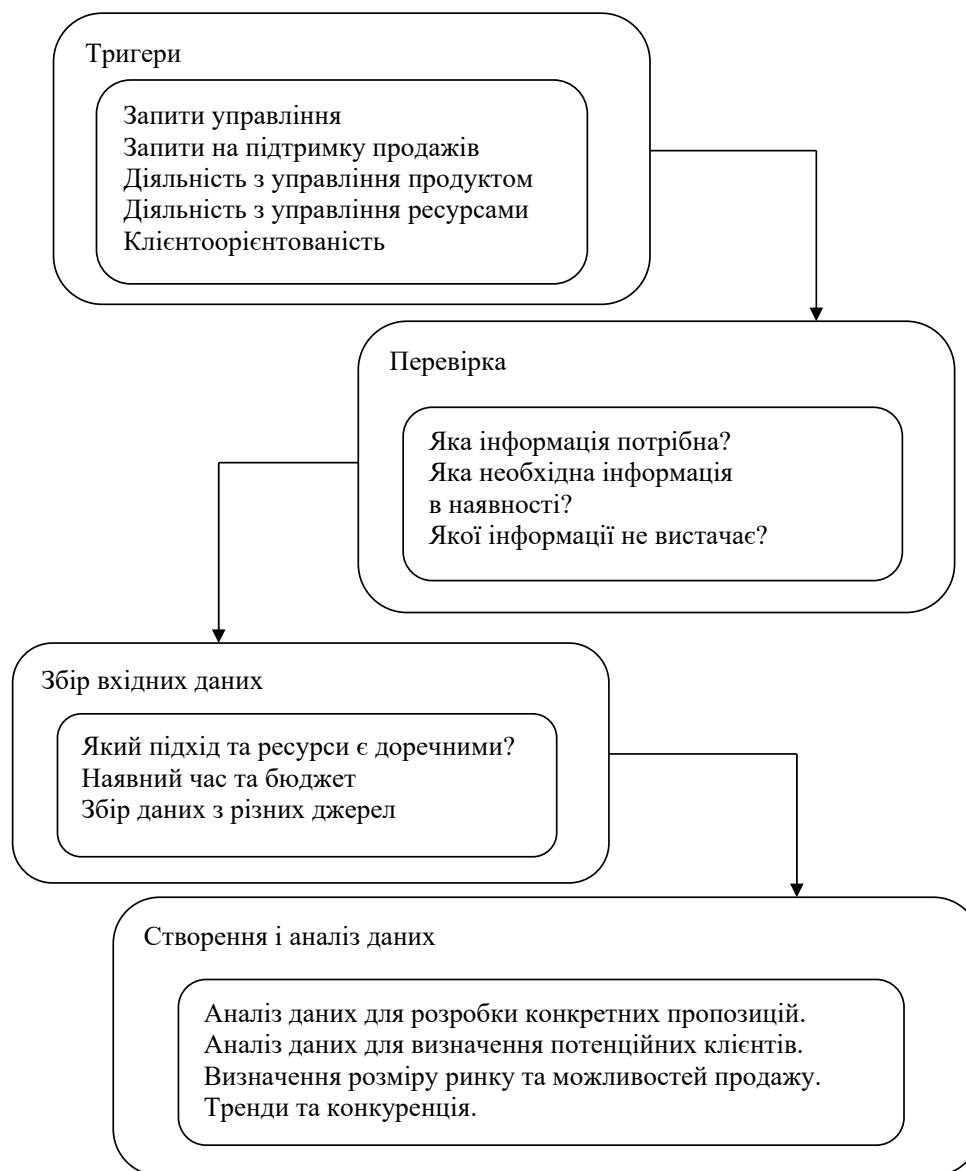 Тригери
Запити управління
Запити на підтримку продажів
Діяльність з управління продуктом
Діяльність з управління ресурсами
Клієнтоорієнтованість
Перевірка
Яка інформація потрібна?
Яка необхідна інформація
в наявності?
Якої інформації не вистачає?
Збір вхідних даних
Який підхід та ресурси є доречними?
Наявний час та бюджет
Збір даних з різних джерел
Створення і аналіз даних
Аналіз даних для розробки конкретних пропозицій.
Аналіз даних для визначення потенційних клієнтів.
Визначення розміру ринку та можливостей продажу.
Тренди та конкуренція.